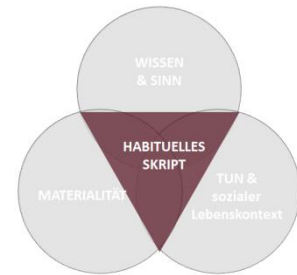 WISSEN
& SINN
HABITUELLES
SKRIPT
MATERIALITÄT
TUN &
sozialer
Lebenskontext